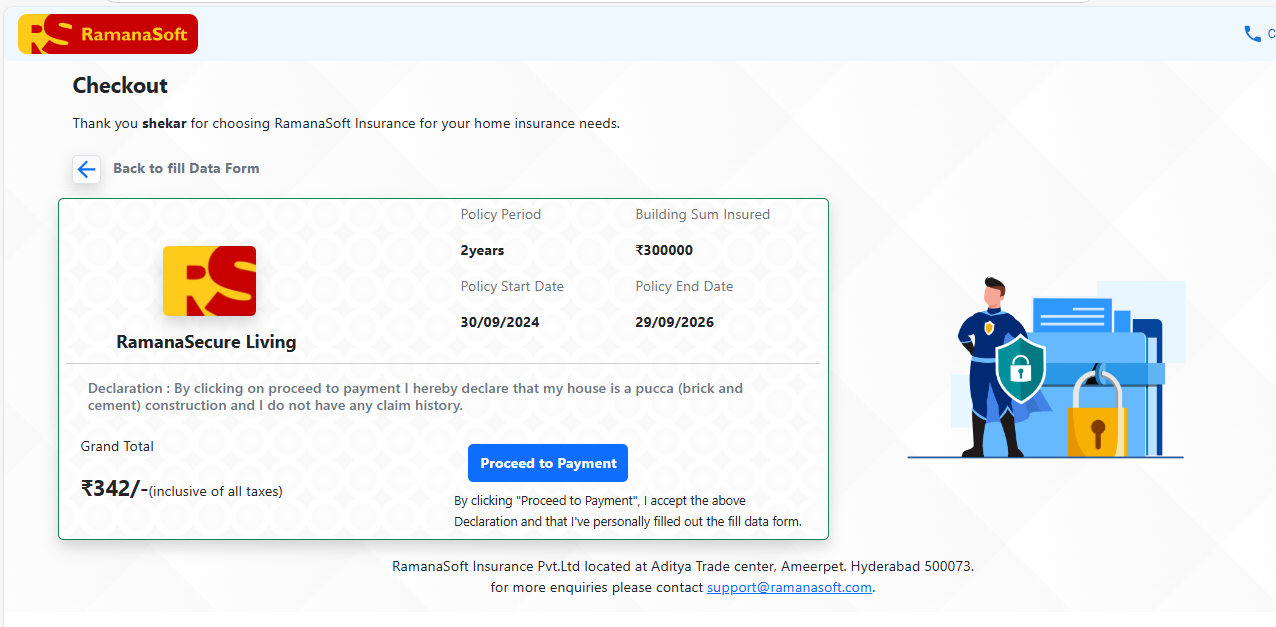 RS RamanaSoft
C
Checkout
Thank you shekar for choosing RamanaSoft Insurance for your home insurance needs.
Back to fill Data Form
Policy Period
Building Sum Insured
2years
₹300000
RS
Policy Start Date
Policy End Date
30/09/2024
29/09/2026
RamanaSecure Living
Declaration : By clicking on proceed to payment I hereby declare that my house is a pucca (brick and
cement) construction and I do not have any claim history.
Grand Total
Proceed to Payment
₹342/-(inclusive of all taxes)
By clicking "Proceed to Payment", I accept the above
Declaration and that I've personally filled out the fill data form.
RamanaSoft Insurance Pvt.Ltd located at Aditya Trade center, Ameerpet. Hyderabad 500073.
for more enquiries please contact support@ramanasoft.com.